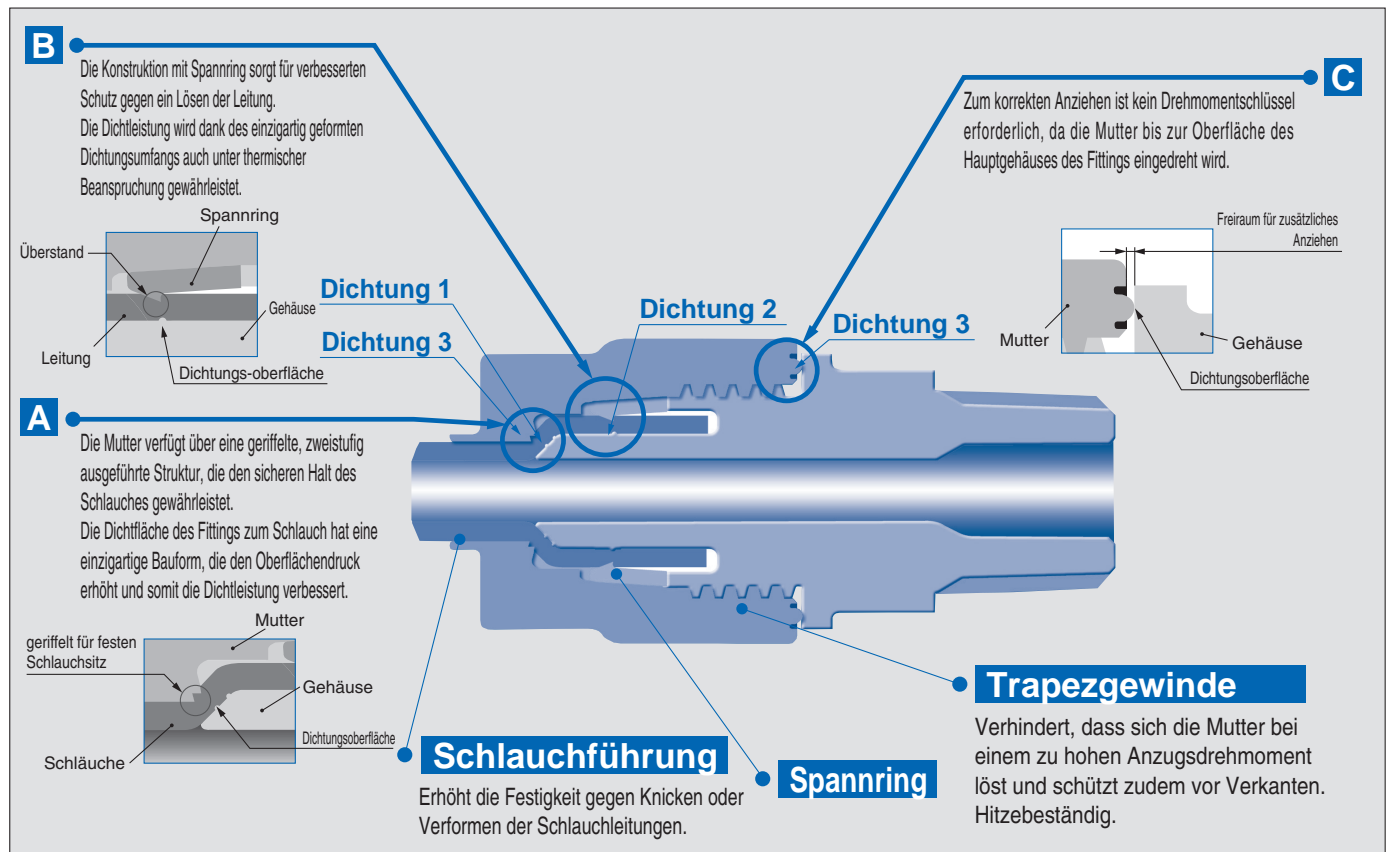 B
Die Konstruktion mit Spannring sorgt für verbesserten
Schutz gegen ein Lösen der Leitung.
Die Dichtleistung wird dank des einzigartig geformten
Dichtungsumfangs auch unter thermischer
Beanspruchung gewährleistet.
Spannring
Überstand
Gehäuse
Leitung
Dichtungs-oberfläche
C
Zum korrekten Anziehen ist kein Drehmomentschlüssel
erforderlich, da die Mutter bis zur Oberfläche des
Hauptgehäuses des Fittings eingedreht wird.
Freiraum für zusätzliches
Anziehen
Mutter
Gehäuse
Dichtungsoberfläche
Dichtung 1
Dichtung 3
Dichtung 2
Dichtung 3
A
Die Mutter verfügt über eine geriffelte, zweistufig
ausgeführte Struktur, die den sicheren Halt des
Schlauches gewährleistet.
Die Dichtfläche des Fittings zum Schlauch hat eine
einzigartige Bauform, die den Oberflächendruck
erhöht und somit die Dichtleistung verbessert.
Mutter
geriffelt für festen
Schlauchsitz
Gehäuse
Dichtungsoberfläche
Schläuche
Schlauchführung
Erhöht die Festigkeit gegen Knicken oder
Verformen der Schlauchleitungen.
Spannring
Trapezgewinde
Verhindert, dass sich die Mutter bei
einem zu hohen Anzugsdrehmoment
löst und schützt zudem vor Verkanten.
Hitzebeständig.